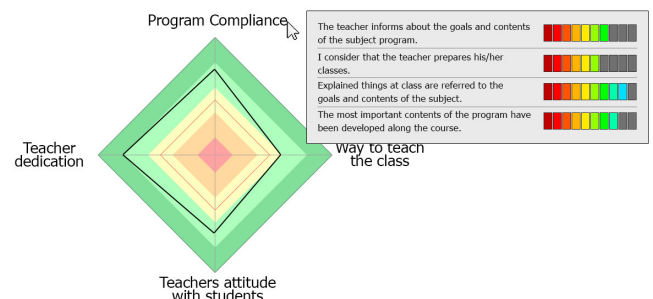 Program Compliance
The teacher informs about the goals and contents
of the subject program.
I consider that the teacher prepares his/her
classes.
Explained things at class are referred to the
goals and contents of the subject.
The most important contents of the program have
been developed along the course.
Teacher
dedication
Way to teach
the class
Teachers attitude
with students